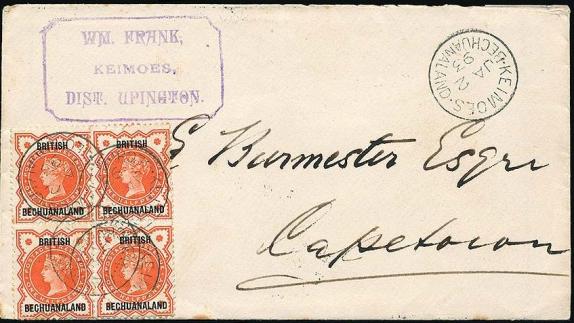 WM. FRANK,
KEIMOES,
DIST. UPINGTON.
KEIMOES · BECHUANALAND ·
JA 2
93
E Burmester Esqre
Capetown
BRITISH
BECHUANALAND
BRITISH
BECHUANALAND
BRITISH
BECHUANALAND
BRITISH
BECHUANALAND